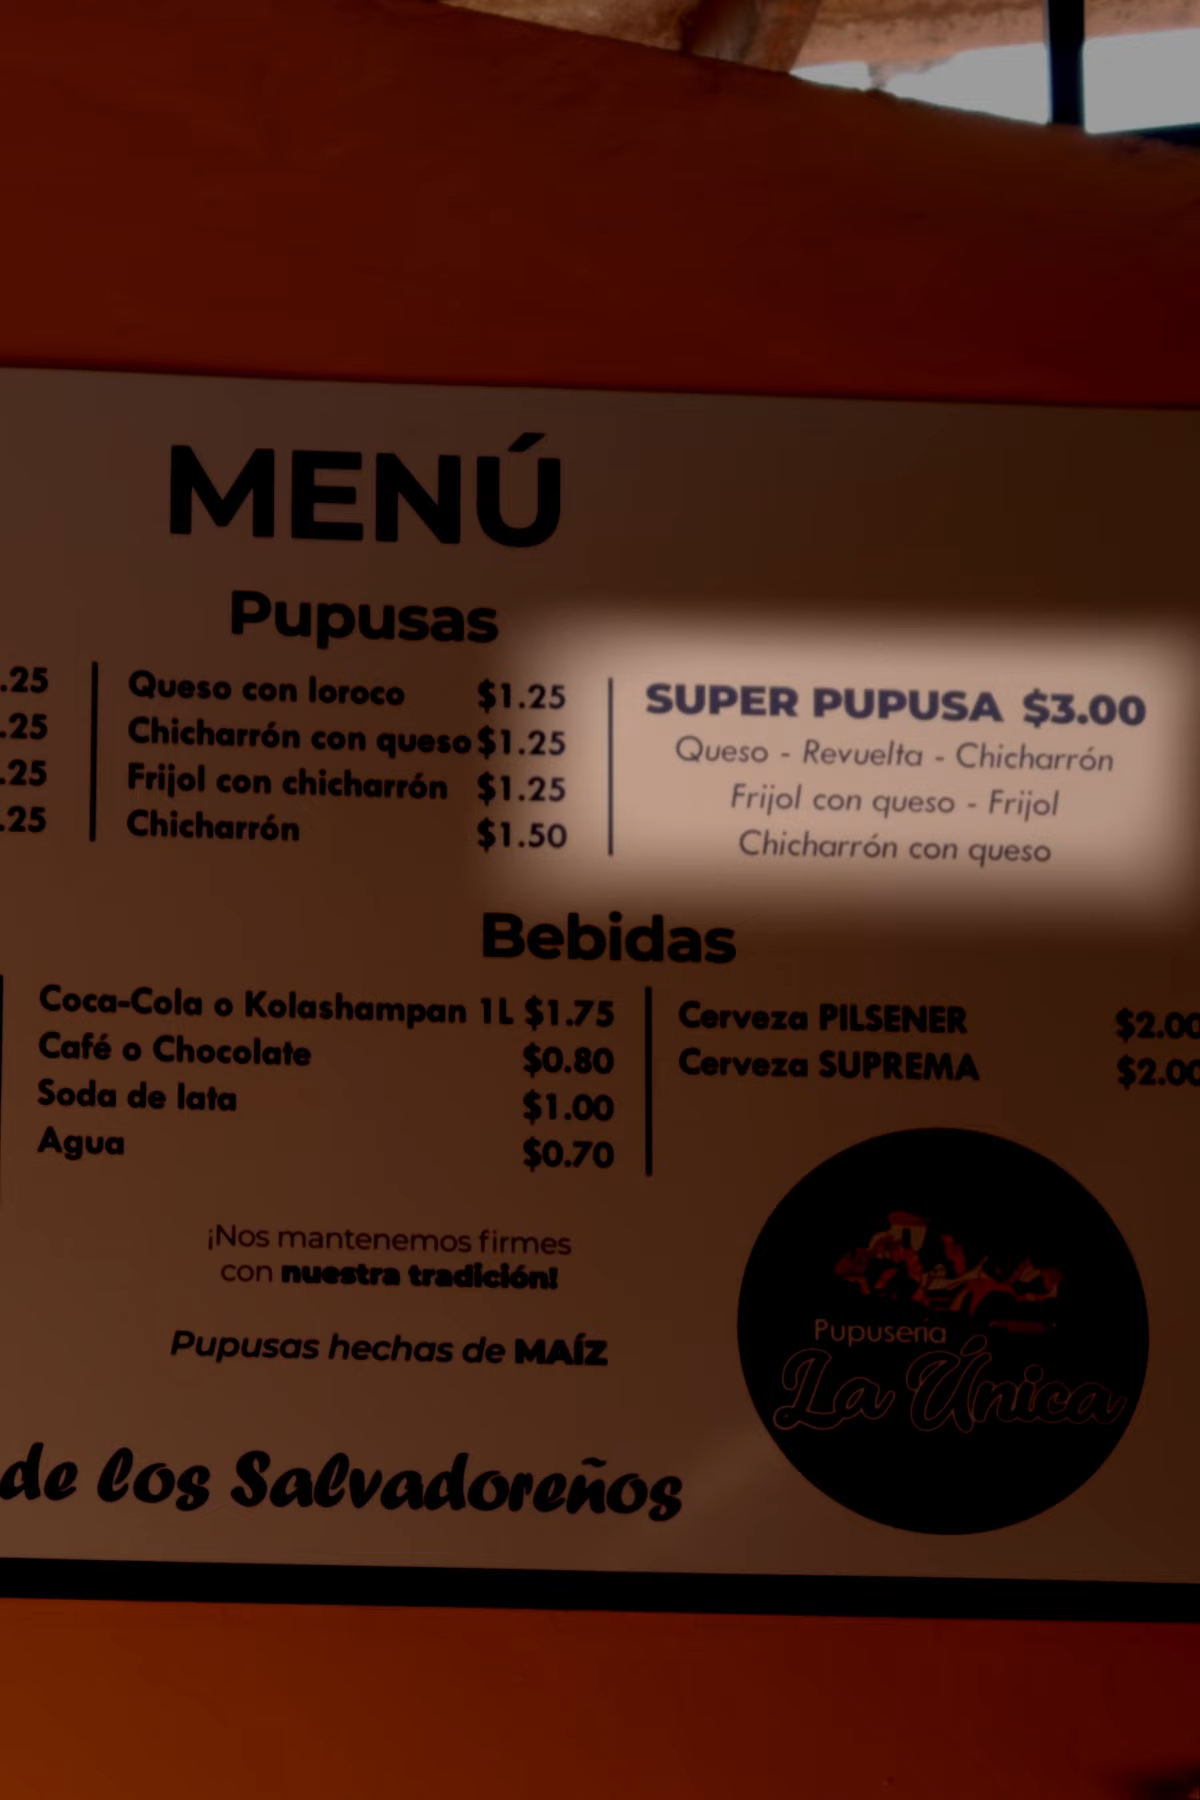 MENÚ
Pupusas
.25
.25
.25
.25
Queso con loroco $1.25
Chicharrón con queso $1.25
Frijol con chicharrón $1.25
Chicharrón $1.50
SUPER PUPUSA $3.00
Queso - Revuelta - Chicharrón
Frijol con queso - Frijol
Chicharrón con queso
Bebidas
Coca-Cola o Kolashampan 1L $1.75
Café o Chocolate $0.80
Soda de lata $1.00
Agua $0.70
Cerveza PILSENER $2.00
Cerveza SUPREMA $2.00
¡Nos mantenemos firmes
con nuestra tradición!
Pupusas hechas de MAÍZ
Pupusería
La Única
de los Salvadoreños